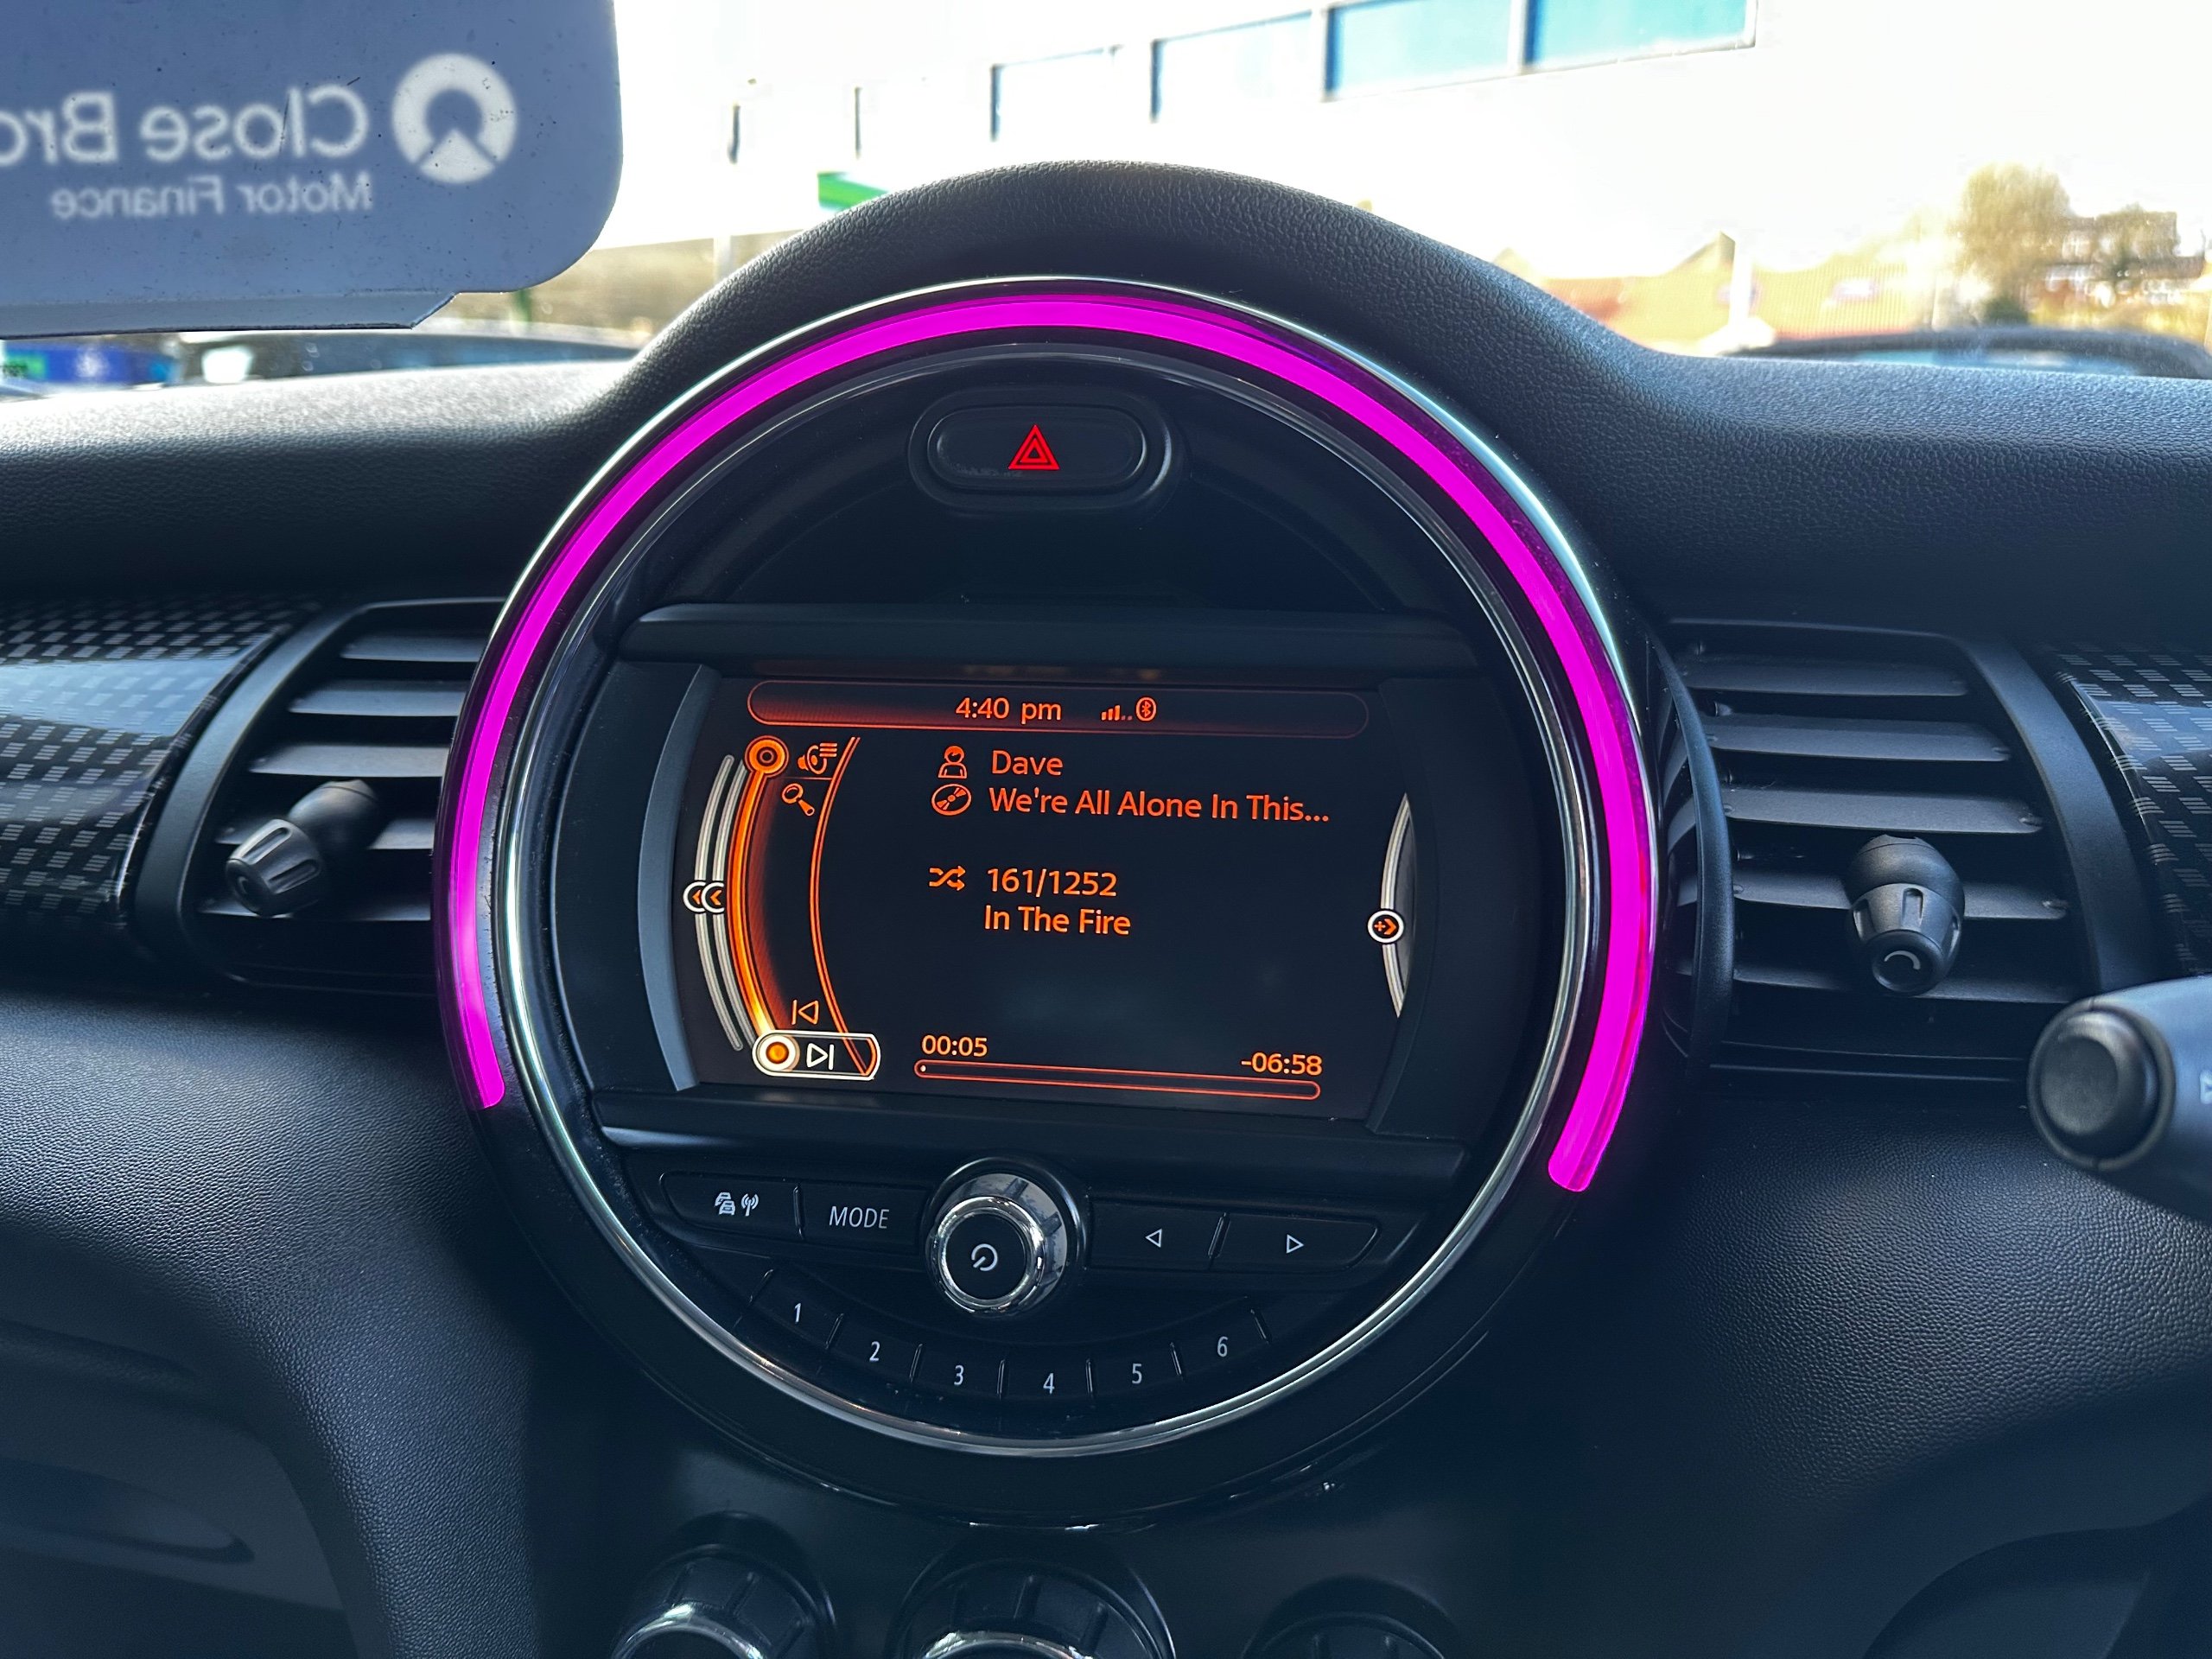 Close Bro
Motor Finance
4:40 pm
Dave
We're All Alone In This...
161/1252
In The Fire
00:05
-06:58
MODE
1
2
3
4
5
6